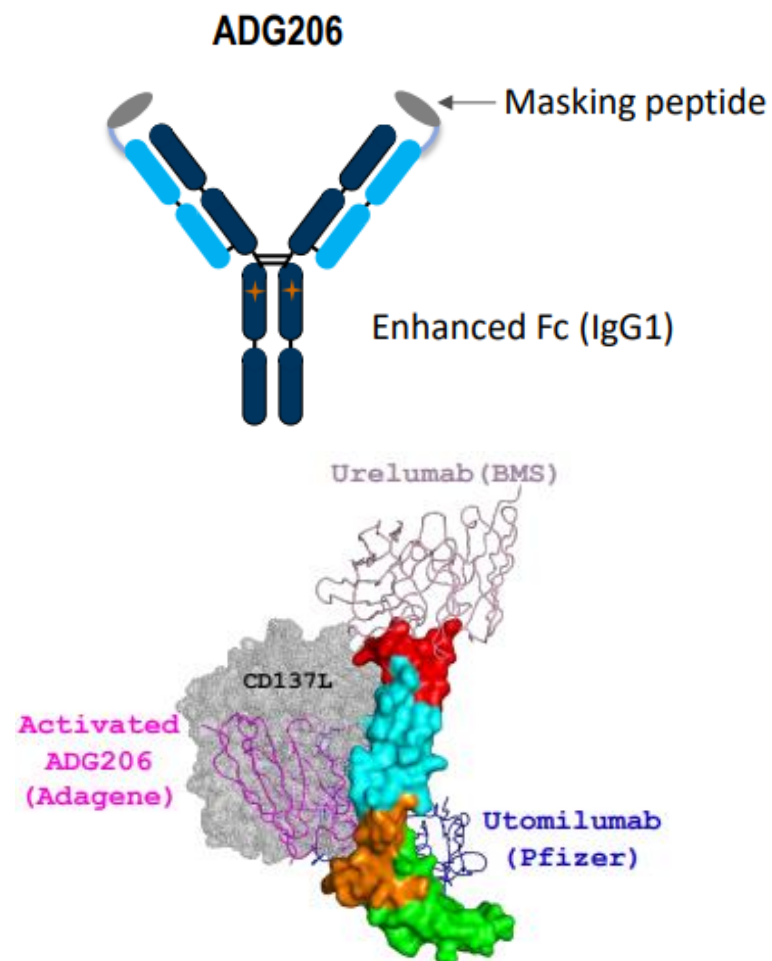 ADG206
Masking peptide
Enhanced Fc (IgG1)
Urelumab(BMS)
CD137L
Activated
ADG206
(Adagene)
Utomilumab
(Pfizer)